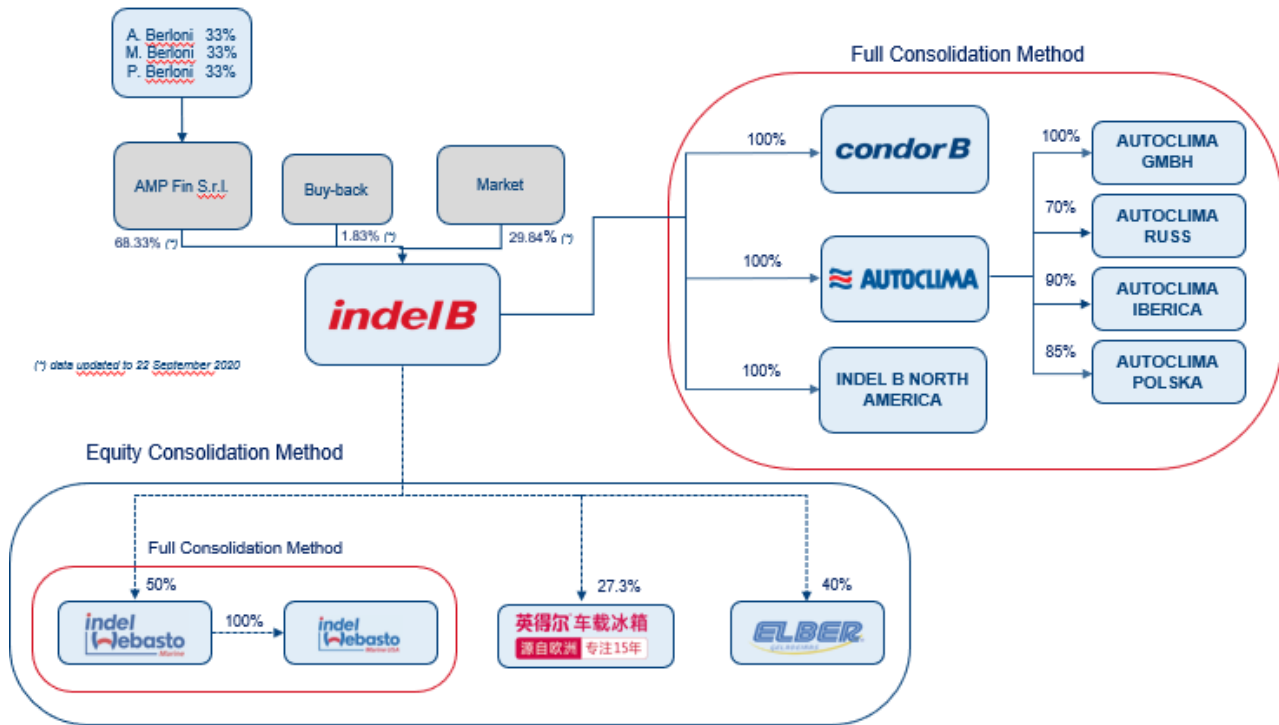 A. Berloni 33%
M. Berloni 33%
P. Berloni 33%
Full Consolidation Method
AMP Fin S.r.l.
Buy-back
Market
68.33% (*)
1.83% (*)
29.84% (*)
indel B
(*) data updated to 22 September 2020
100%
condor B
100%
AUTOCLIMA
100%
INDEL B NORTH
AMERICA
100%
AUTOCLIMA
GMBH
70%
AUTOCLIMA
RUSS
90%
AUTOCLIMA
IBERICA
85%
AUTOCLIMA
POLSKA
Equity Consolidation Method
Full Consolidation Method
50%
indel
Webasto
Marine
100%
indel
Webasto
Marine USA
27.3%
英得尔 车载冰箱
源自欧洲 专注15年
40%
ELBER